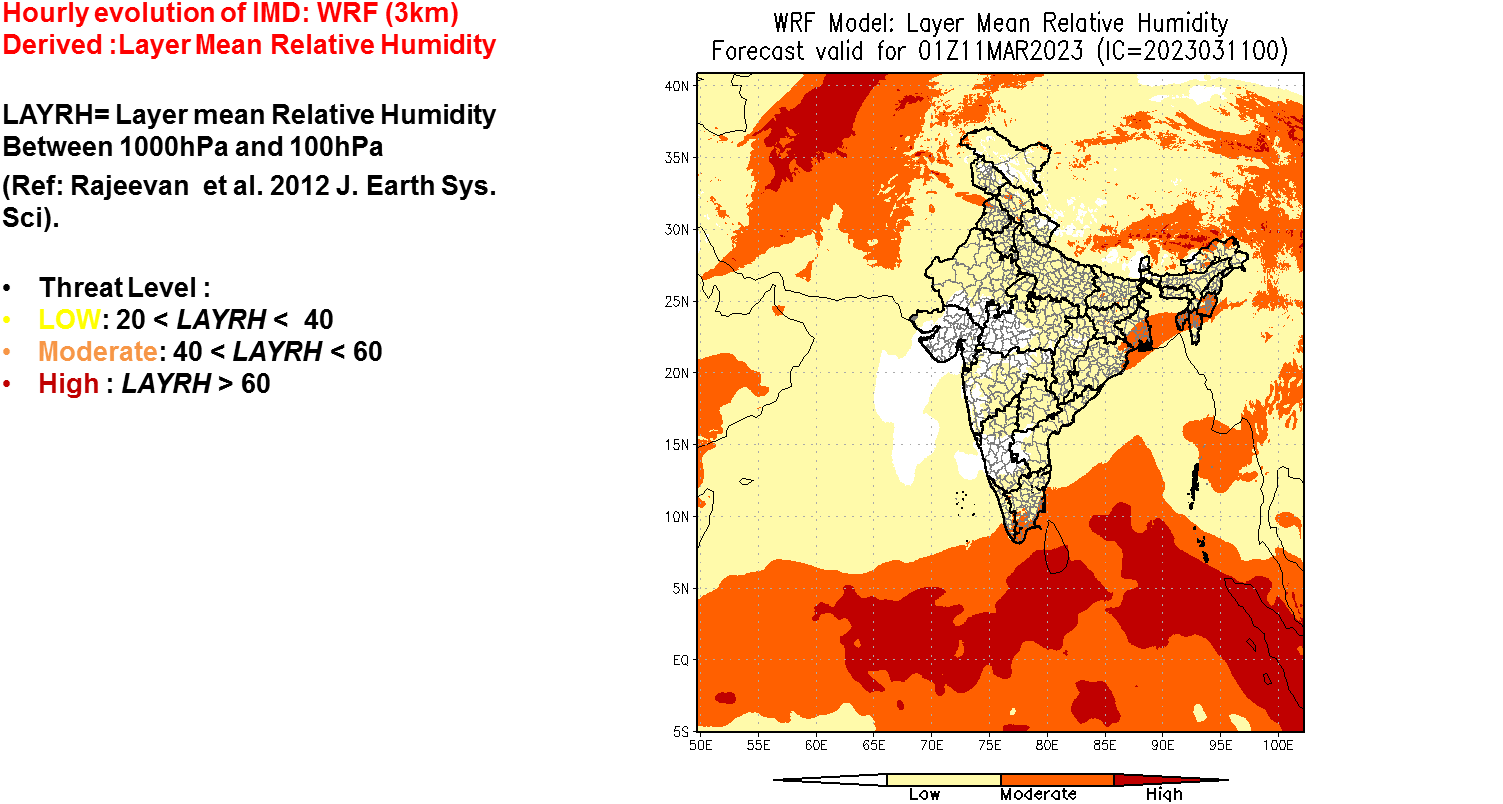 Hourly evolution of IMD: WRF (3km)
Derived :Layer Mean Relative Humidity
LAYRH= Layer mean Relative Humidity
Between 1000hPa and 100hPa
(Ref: Rajeevan et al. 2012 J. Earth Sys.
Sci).
• Threat Level :
• LOW: 20 < LAYRH < 40
• Moderate: 40 < LAYRH < 60
• High : LAYRH > 60
WRF Model: Layer Mean Relative Humidity
Forecast valid for 01Z11MAR2023 (IC=2023031100)
40N
35N
30N
25N
20N
15N
10N
5N
EQ
5S
50E 55E 60E 65E 70E 75E 80E 85E 90E 95E 100E
Low Moderate High